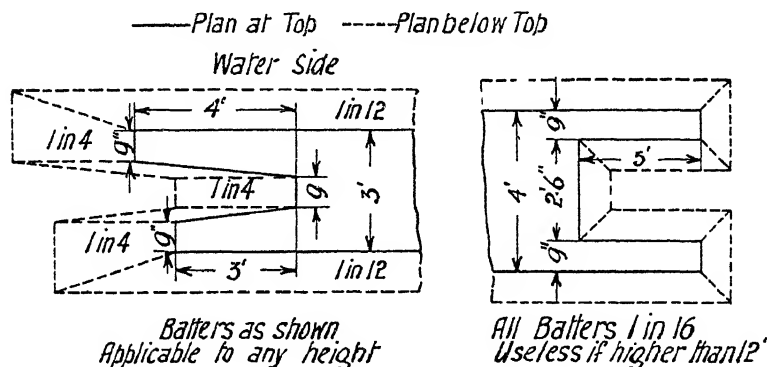 Plan at Top Plan below Top
Water Side
4'
1 in 12
1 in 4
9"
1 in 4
9
3'
1 in 4
9"
3'
1 in 12
Batters as shown
Applicable to any height
9"
5'
4'
2'6"
9"
All Batters 1 in 16
Useless if higher than 12'